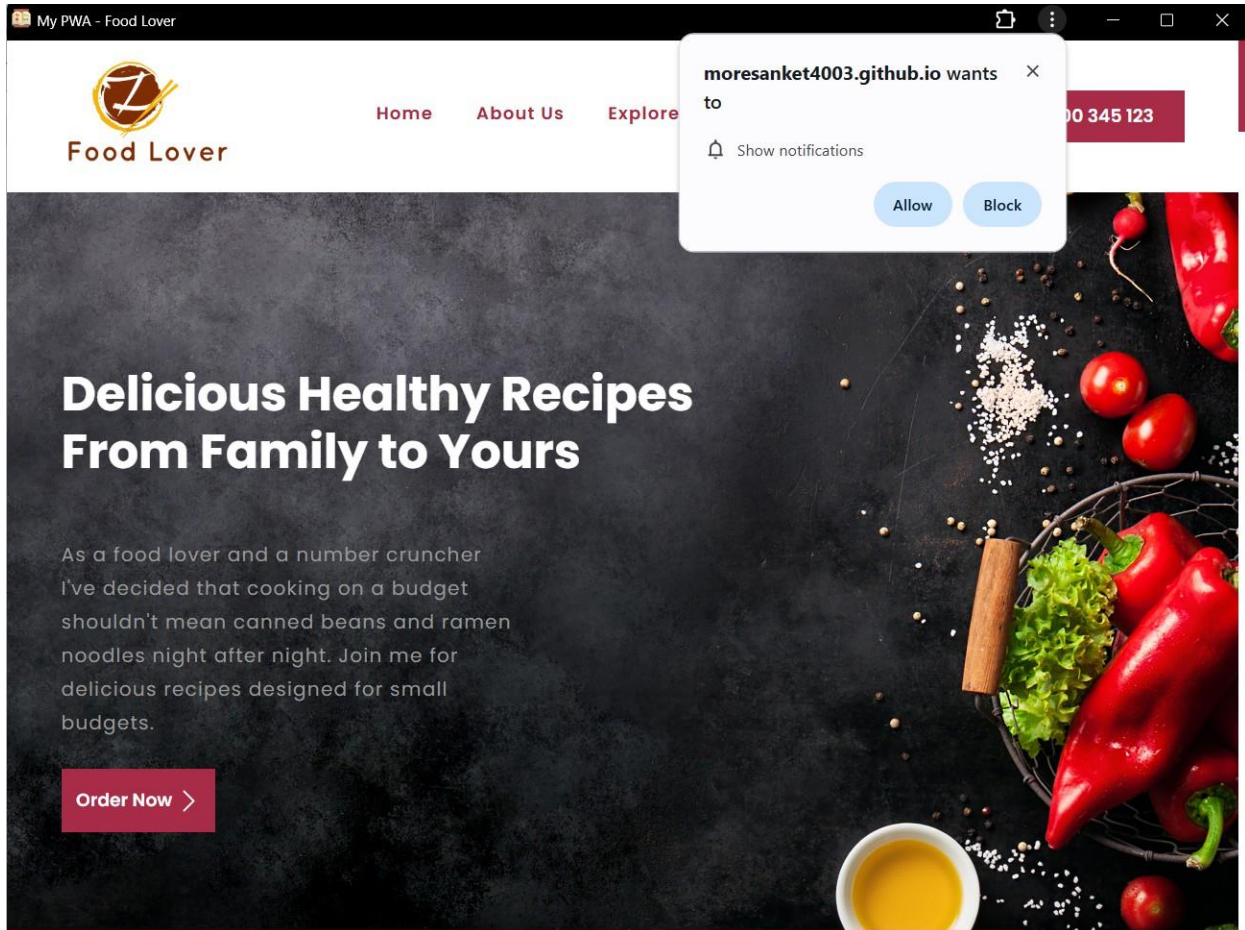 My PWA - Food Lover
Food Lover
Home About Us Explore
00 345 123
moresanket4003.github.io wants
to
Show notifications
Allow Block
Delicious Healthy Recipes
From Family to Yours
As a food lover and a number cruncher
I've decided that cooking on a budget
shouldn't mean canned beans and ramen
noodles night after night. Join me for
delicious recipes designed for small
budgets.
Order Now